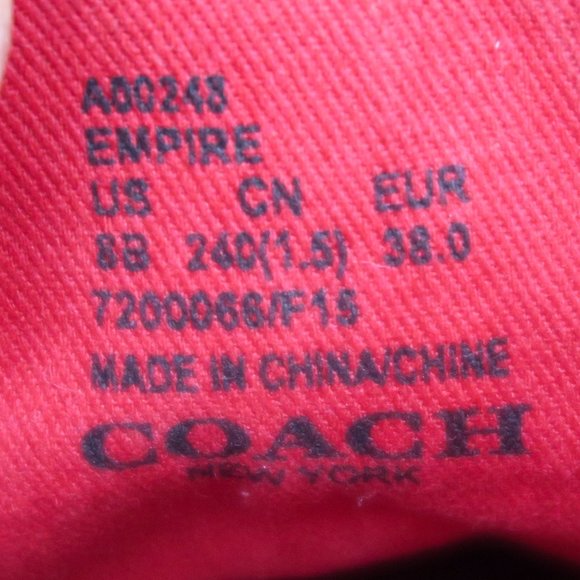 A00248
EMPIRE
US CN EUR
8B 240(1.5) 38.0
7200066/F15
MADE IN CHINA/CHINE
COACH
NEW YORK